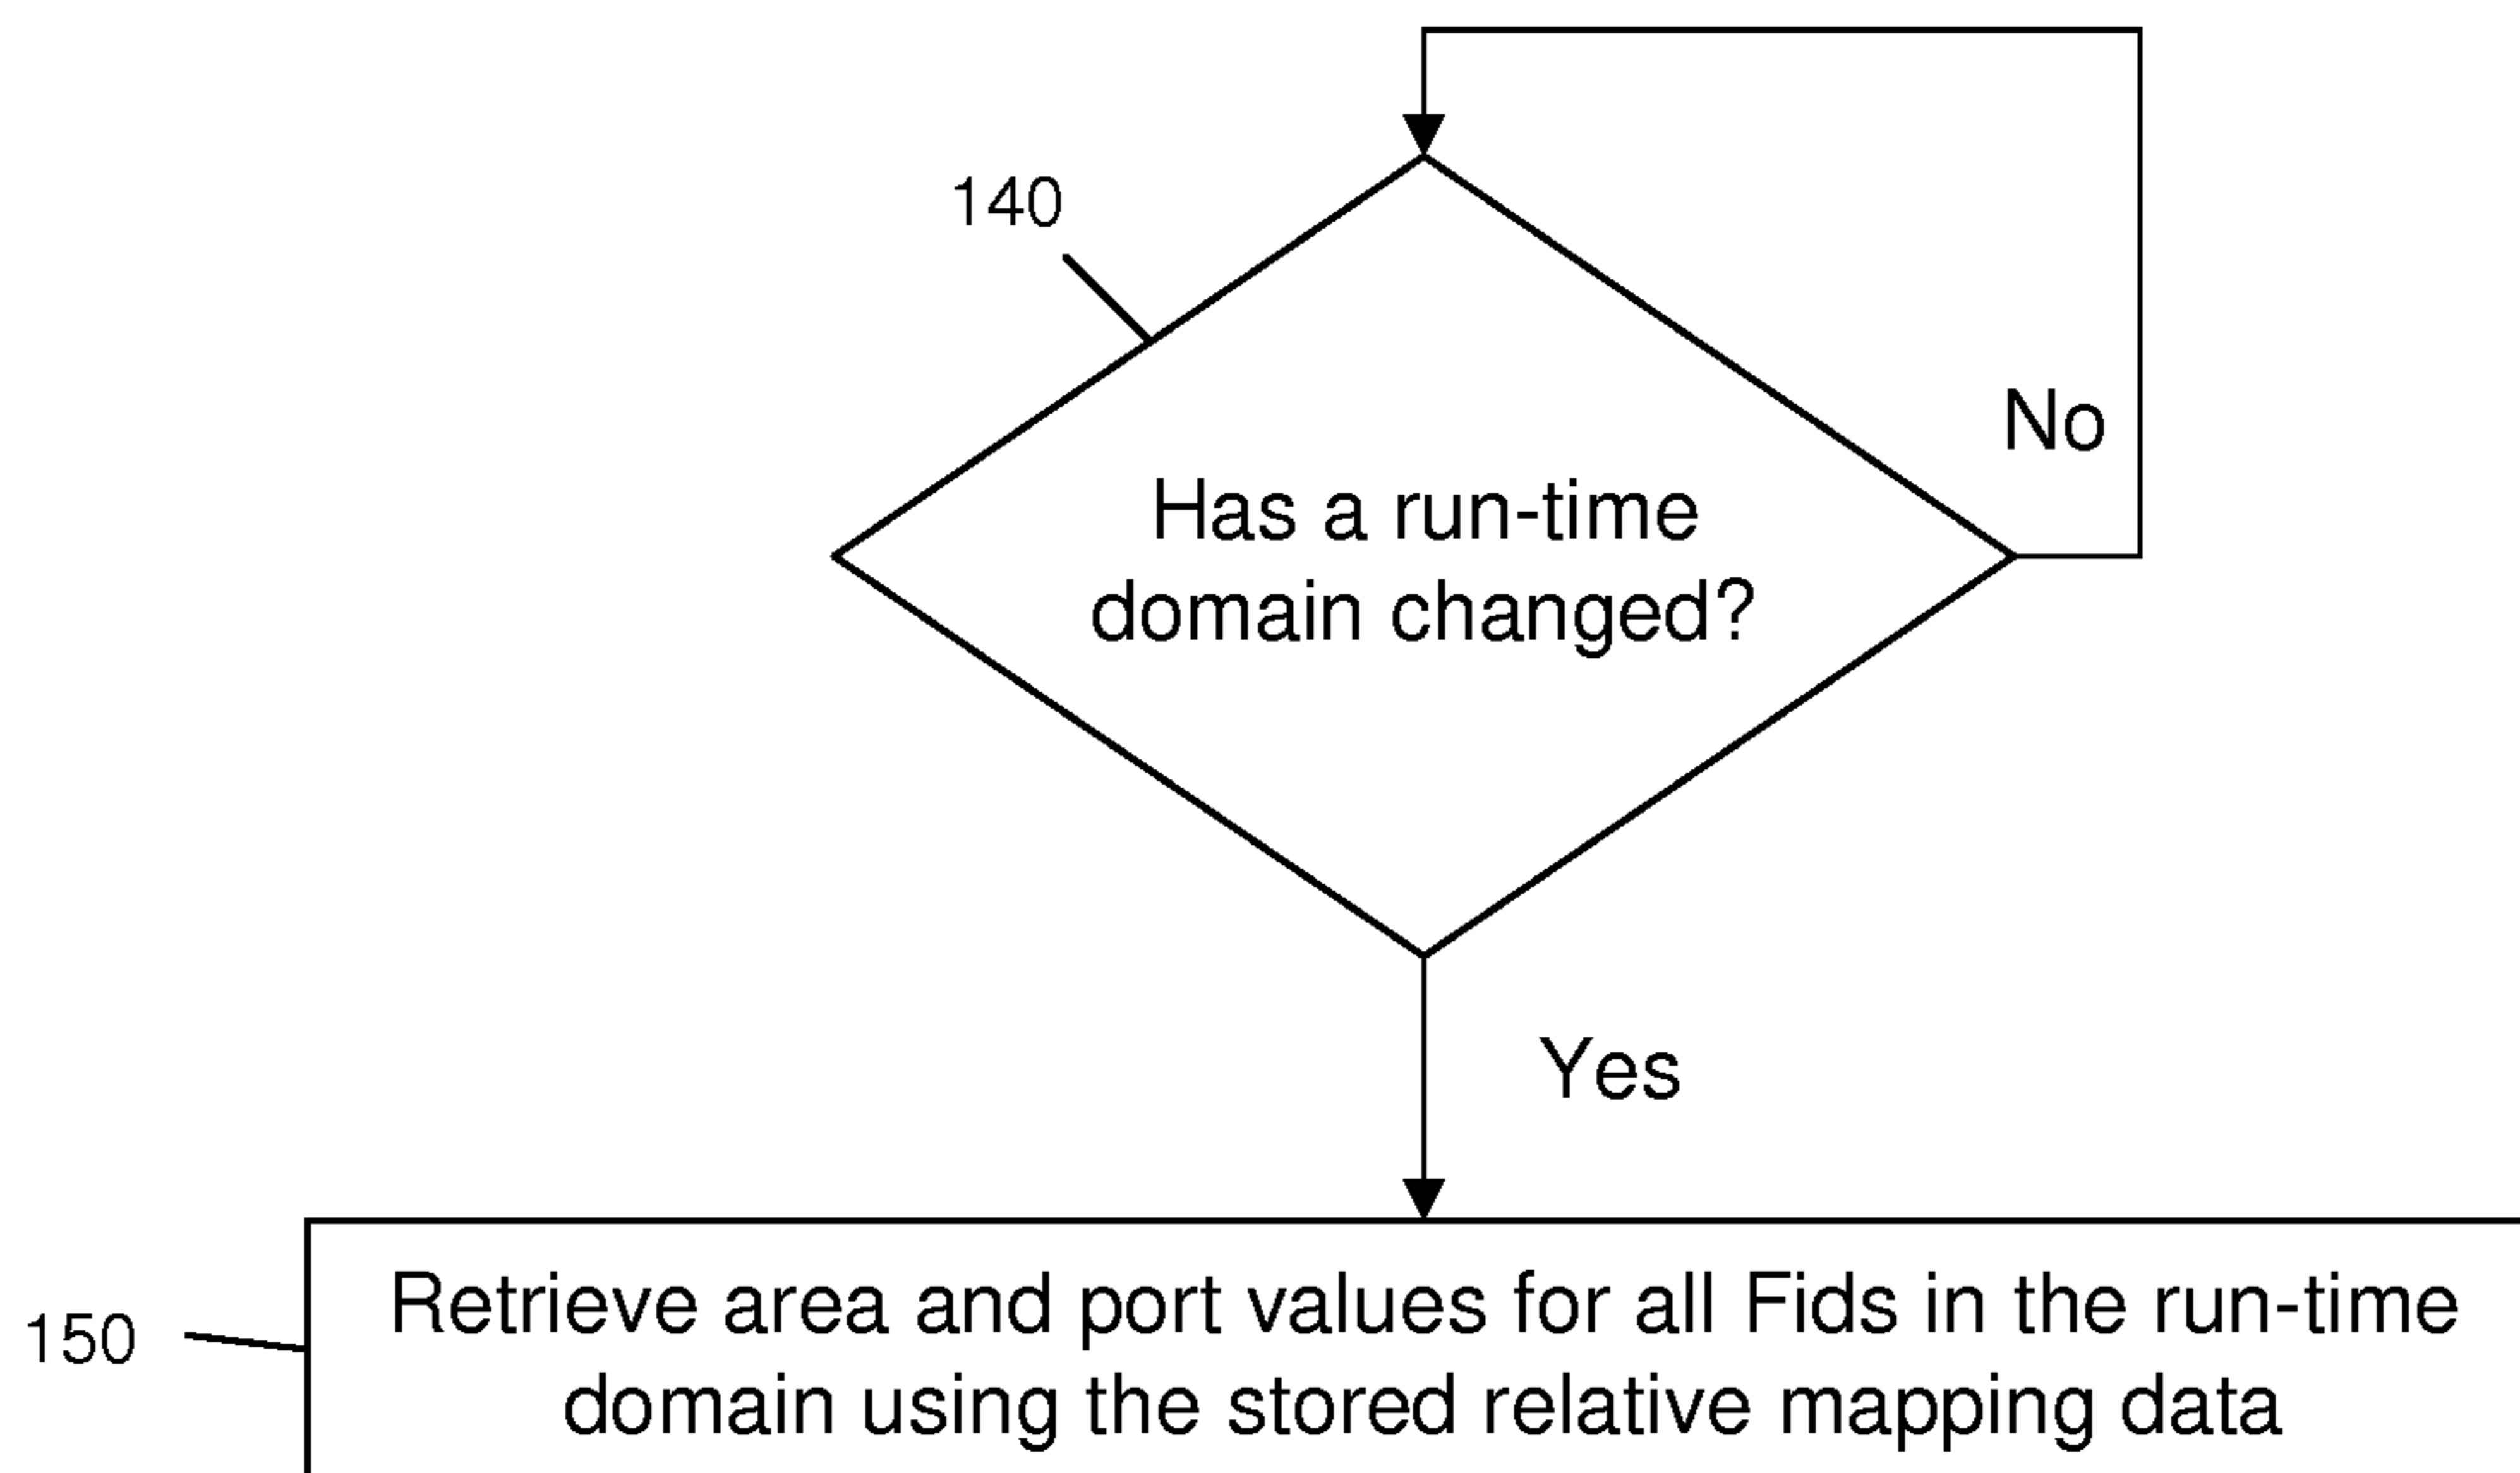 140
No
Has a run-time
domain changed?
Yes
150
Retrieve area and port values for all Fids in the run-time
domain using the stored relative mapping data